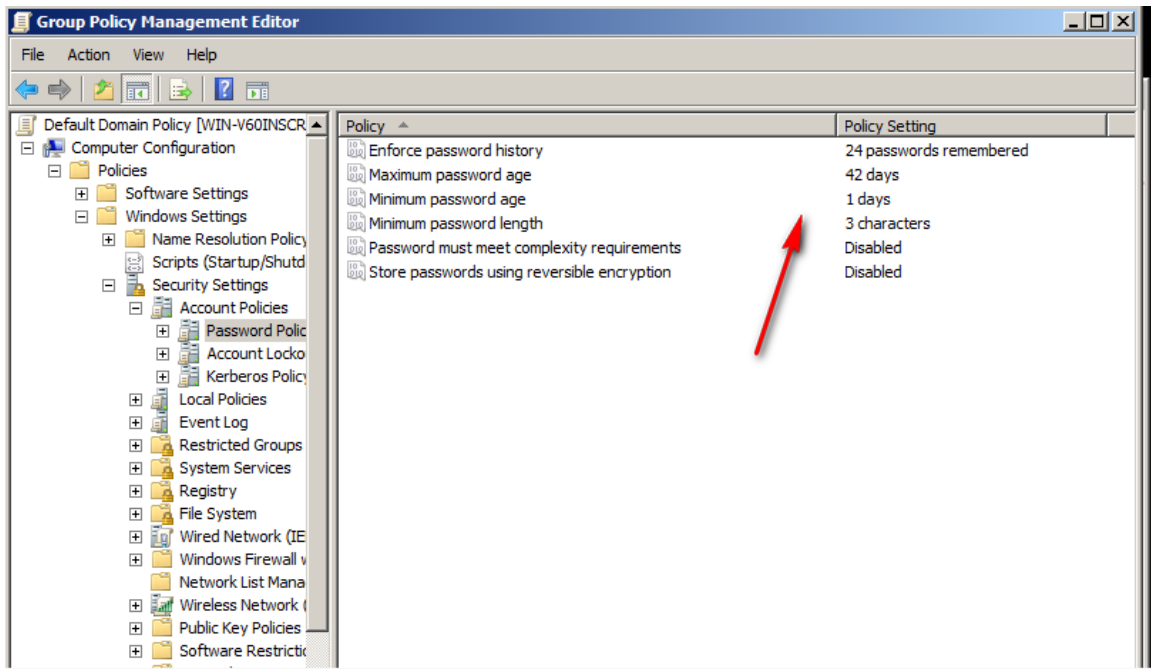 Group Policy Management Editor
File Action View Help
Default Domain Policy [WIN-V60INSCR
Computer Configuration
Policies
Software Settings
Windows Settings
Name Resolution Policy
Scripts (Startup/Shutd
Security Settings
Account Policies
Password Polic
Account Locko
Kerberos Policy
Local Policies
Event Log
Restricted Groups
System Services
Registry
File System
Wired Network (IE
Windows Firewall w
Network List Mana
Wireless Network (
Public Key Policies
Software Restrictic
Policy Policy Setting
Enforce password history 24 passwords remembered
Maximum password age 42 days
Minimum password age 1 days
Minimum password length 3 characters
Password must meet complexity requirements Disabled
Store passwords using reversible encryption Disabled